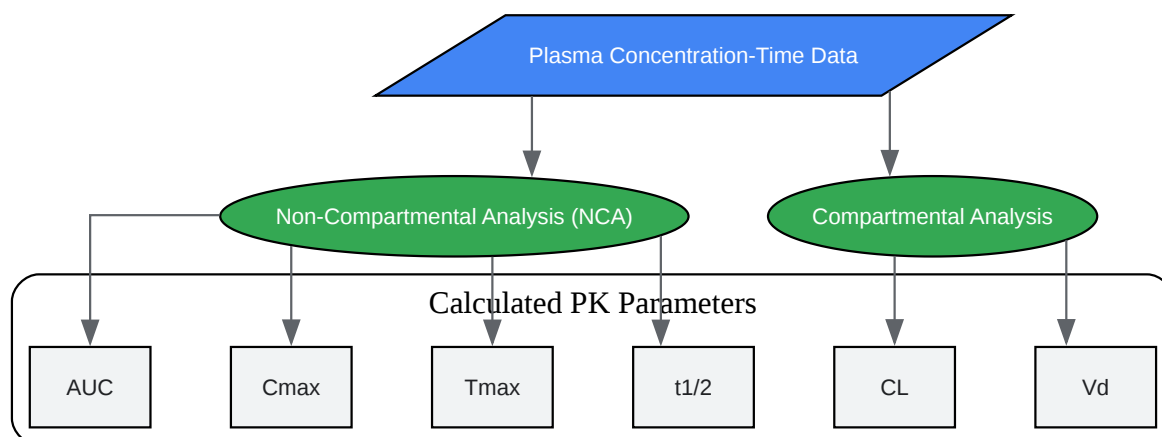 Plasma Concentration-Time Data
Non-Compartmental Analysis (NCA)
Compartmental Analysis
Calculated PK Parameters
AUC
Cmax
Tmax
t1/2
CL
Vd